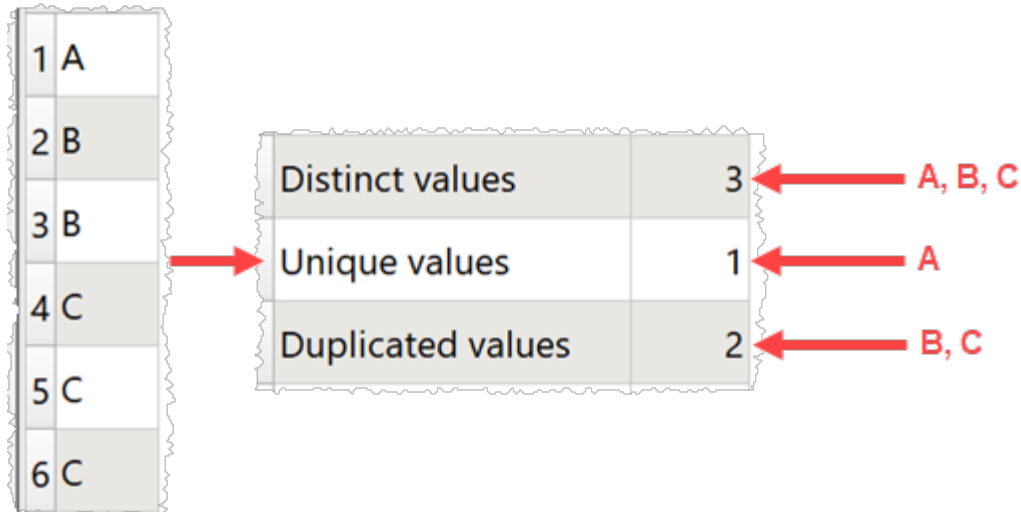 1 A
2 B
3 B
4 C
5 C
6 C
Distinct values 3 A, B, C
Unique values 1 A
Duplicated values 2 B, C